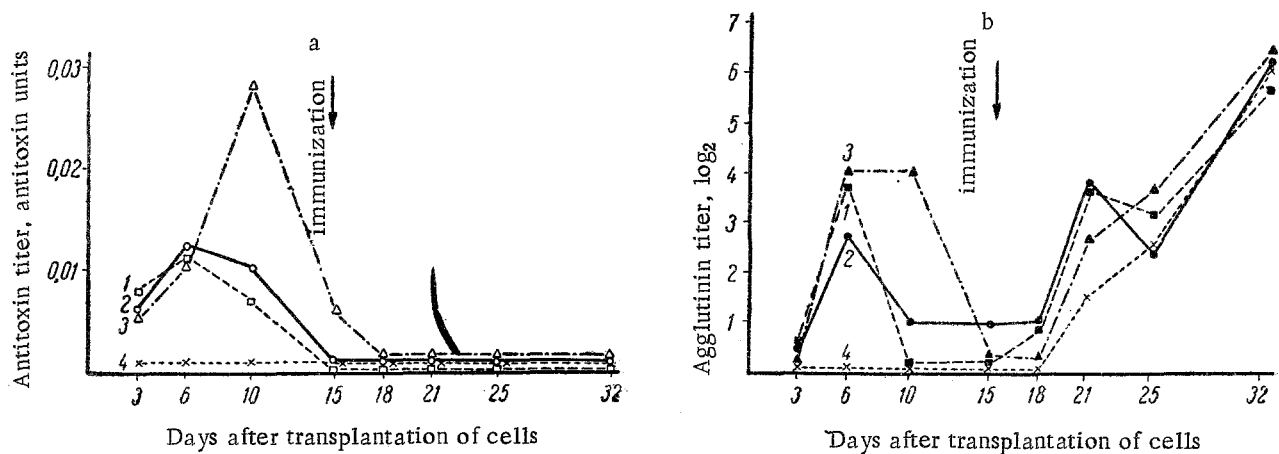 a
Antitoxin titer, antitoxin units
0,03
0,02
0,01
immunization
1
2
3
4
3 6 10 15 18 21 25 32
Days after transplantation of cells
b
Agglutinin titer, log2
7
6
5
4
3
2
1
immunization
3
1
2
4
3 6 10 15 18 21 25 32
Days after transplantation of cells